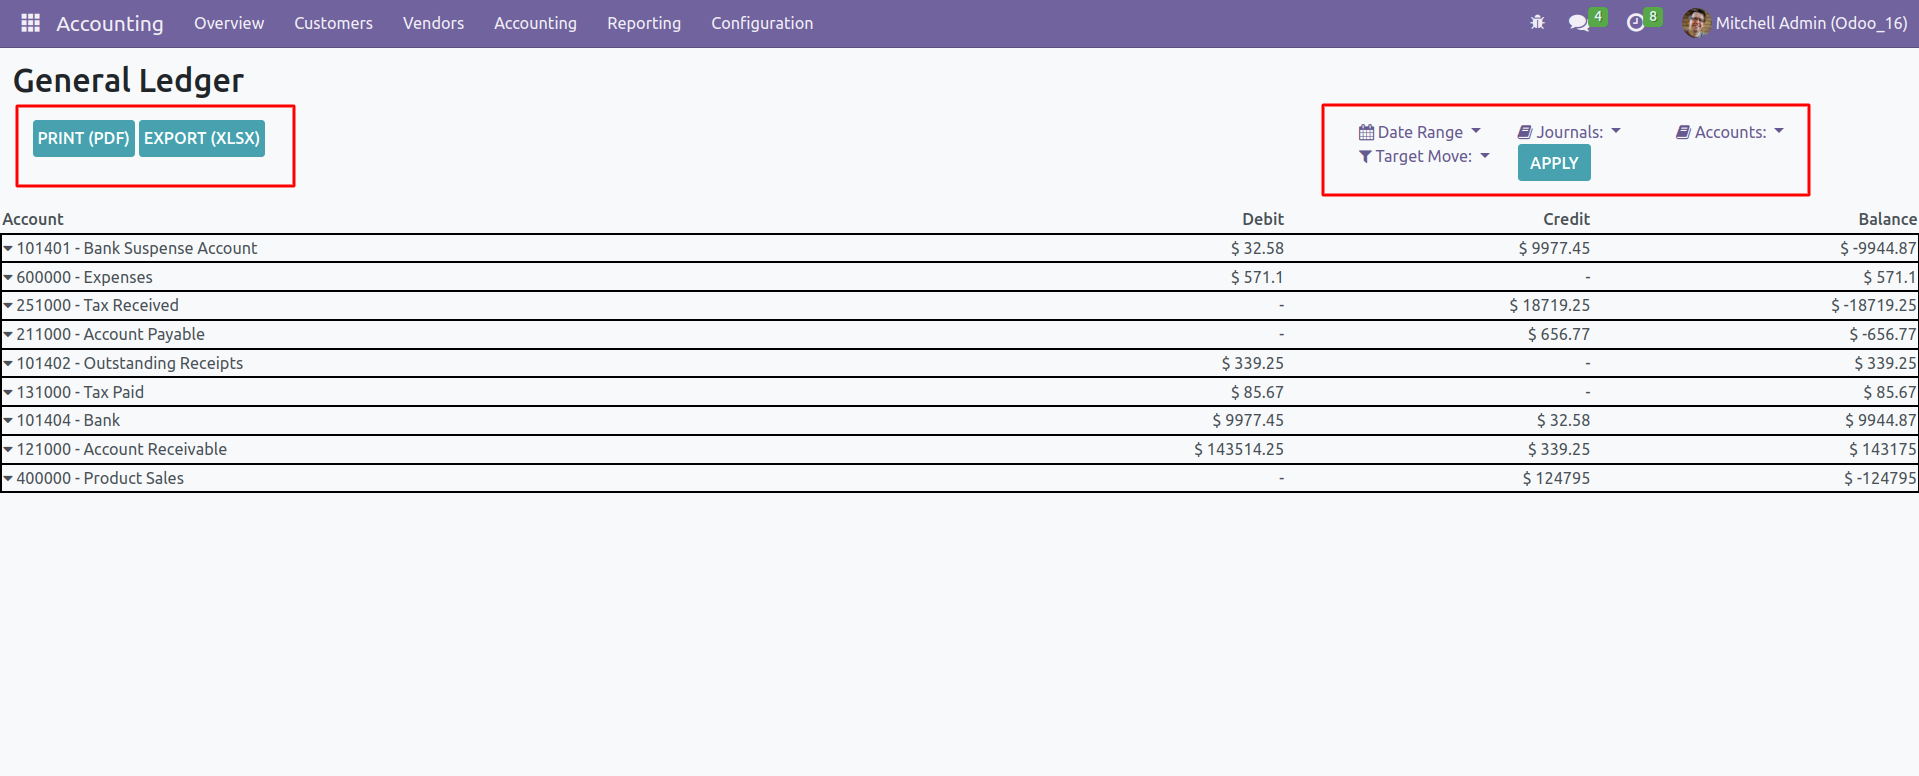 Accounting Overview Customers Vendors Accounting Reporting Configuration 4 8 Mitchell Admin (Odoo_16)
General Ledger
PRINT (PDF) EXPORT (XLSX)
Date Range Journals: Accounts:
Target Move: APPLY
Account Debit Credit Balance
101401 - Bank Suspense Account $ 32.58 $ 9977.45 $ -9944.87
600000 - Expenses $ 571.1 - $ 571.1
251000 - Tax Received - $ 18719.25 $ -18719.25
211000 - Account Payable - $ 656.77 $ -656.77
101402 - Outstanding Receipts $ 339.25 - $ 339.25
131000 - Tax Paid $ 85.67 - $ 85.67
101404 - Bank $ 9977.45 $ 32.58 $ 9944.87
121000 - Account Receivable $ 143514.25 $ 339.25 $ 143175
400000 - Product Sales - $ 124795 $ -124795